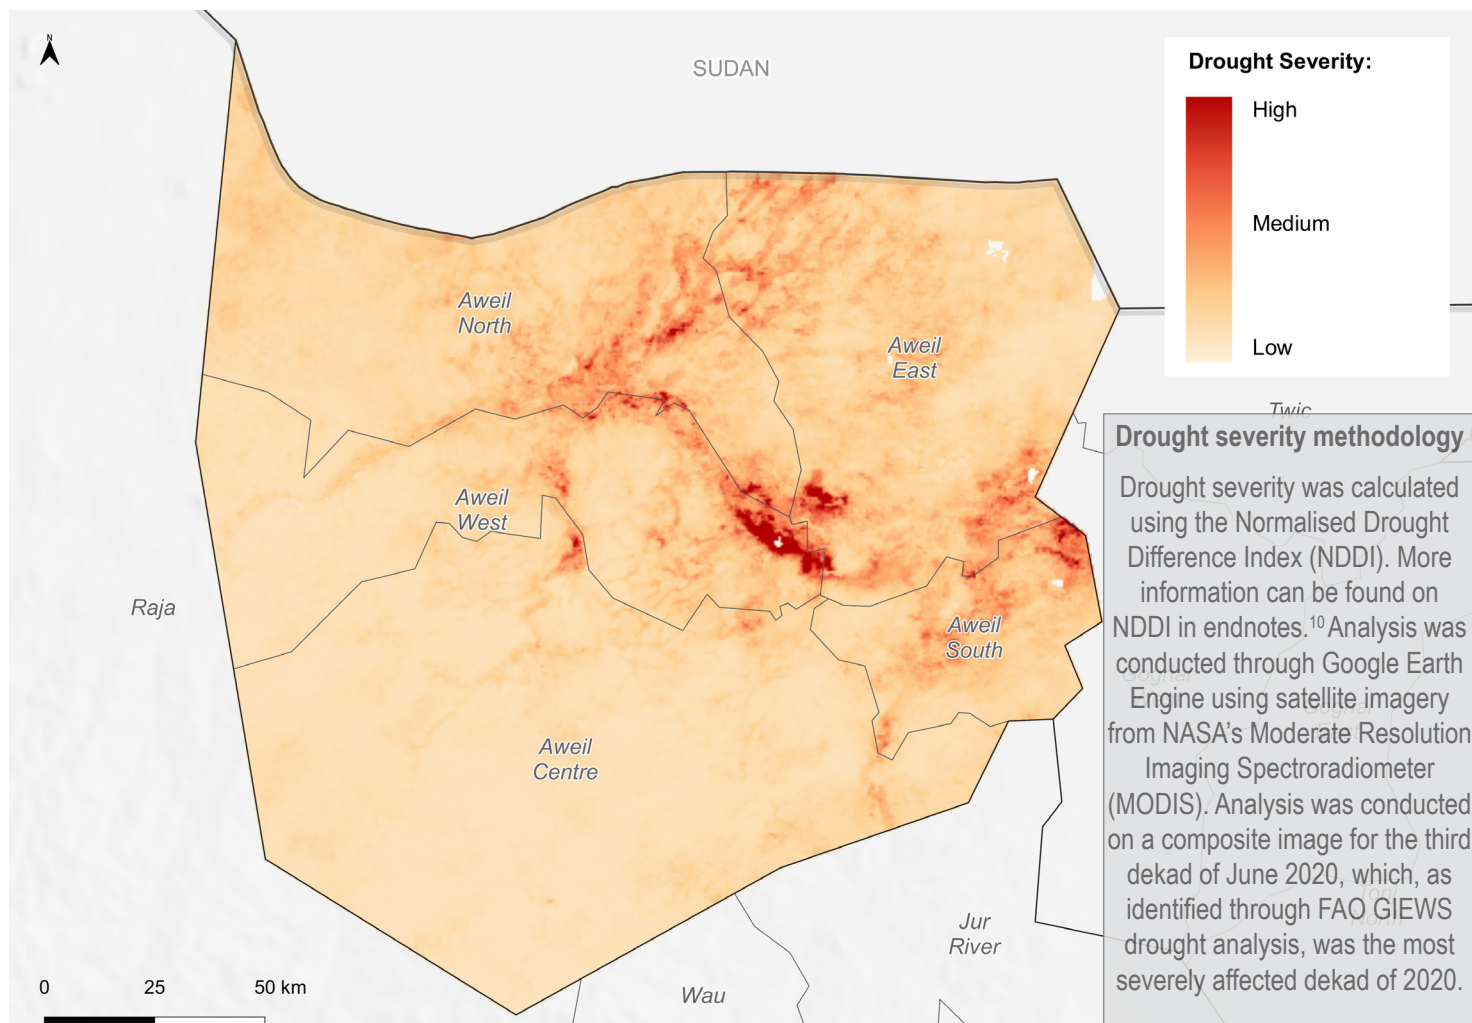 N
SUDAN
Drought Severity:
High
Medium
Low
Aweil
North
Aweil
East
Twic
Aweil
West
Raja
Aweil
South
Aweil
Centre
Jur
River
Wau
0 25 50 km
Drought severity methodology
Drought severity was calculated
using the Normalised Drought
Difference Index (NDDI). More
information can be found on
NDDI in endnotes.¹⁰ Analysis was
conducted through Google Earth
Engine using satellite imagery
from NASA’s Moderate Resolution
Imaging Spectroradiometer
(MODIS). Analysis was conducted
on a composite image for the third
dekad of June 2020, which, as
identified through FAO GIEWS
drought analysis, was the most
severely affected dekad of 2020.